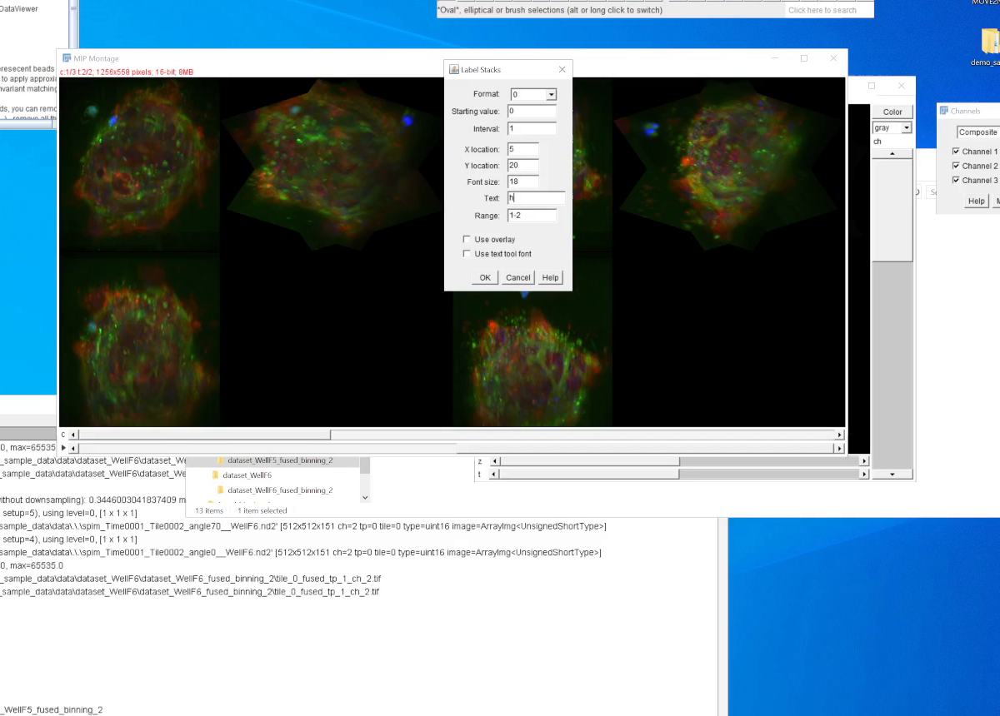 DataViewer
*Oval*, elliptical or brush selections (alt or long click to switch)
Click here to search
MIP Montage
c:1/3 t:2/2; 1256x558 pixels; 16-bit; 8MB
Label Stacks
Format:
0
Starting value:
0
Interval:
1
X location:
5
Y location:
20
Font size:
18
Text:
h
Range:
1-2
Use overlay
Use text tool font
OK
Cancel
Help
Color
gray
ch
Channels
Composite
Channel 1
Channel 2
Channel 3
Help
eresecent beads
to apply approxi
nvariant matching
ds, you can remo
demo_sa
c
z
t
0, max=65535
_sample_data\data\dataset_WellF6\dataset_We
_sample_data\data\dataset_WellF6\dataset_We
dataset_WellF5_fused_binning_2
dataset_WellF6
dataset_WellF6_fused_binning_2
13 items
1 item selected
without downsampling): 0.3446003041837409 m
setup=5), using level=0, [1 x 1 x 1]
sample_data\data\.\.\spim_Time0001_Tile0002_angle70__WellF6.nd2' [512x512x151 ch=2 tp=0 tile=0 type=uint16 image=ArrayImg<UnsignedShortType>]
setup=4), using level=0, [1 x 1 x 1]
sample_data\data\.\.\spim_Time0001_Tile0002_angle0__WellF6.nd2' [512x512x151 ch=2 tp=0 tile=0 type=uint16 image=ArrayImg<UnsignedShortType>]
0, max=65535.0
_sample_data\data\dataset_WellF6\dataset_WellF6_fused_binning_2\tile_0_fused_tp_1_ch_2.tif
_sample_data\data\dataset_WellF6\dataset_WellF6_fused_binning_2\tile_0_fused_tp_1_ch_2.tif
_WellF5_fused_binning_2